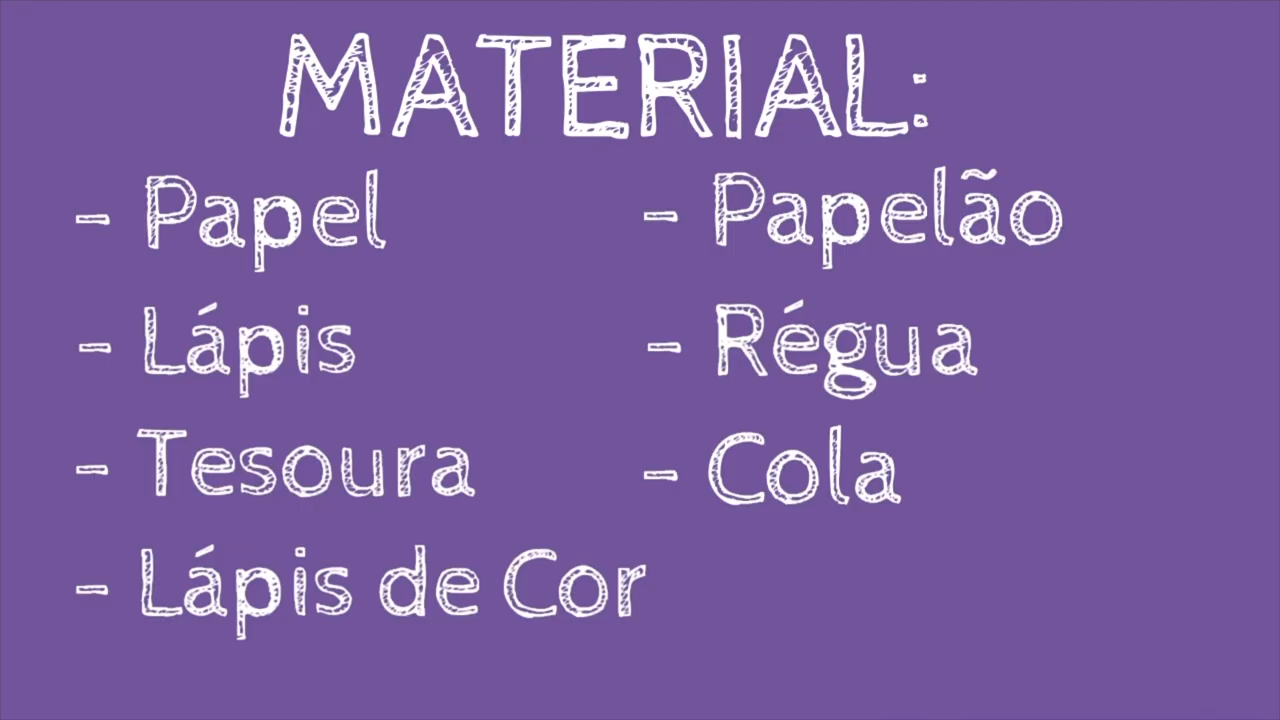 MATERIAL:
- Papel
- Lápis
- Tesoura
- Lápis de Cor
- Papelão
- Régua
- Cola